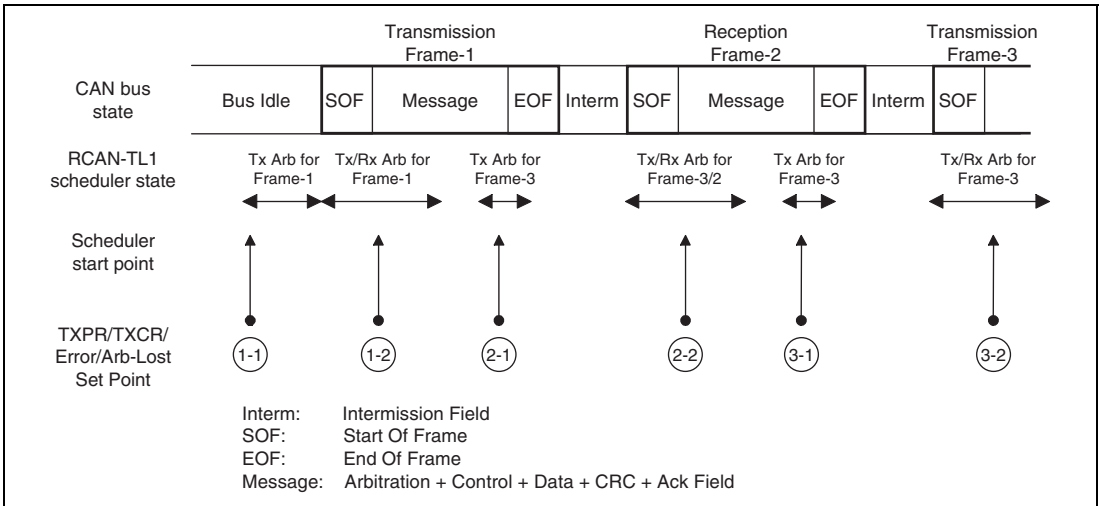 Transmission
Frame-1
Reception
Frame-2
Transmission
Frame-3
CAN bus
state
Bus Idle
SOF
Message
EOF
Interm
SOF
Message
EOF
Interm
SOF
RCAN-TL1
scheduler state
Tx Arb for
Frame-1
Tx/Rx Arb for
Frame-1
Tx Arb for
Frame-3
Tx/Rx Arb for
Frame-3/2
Tx Arb for
Frame-3
Tx/Rx Arb for
Frame-3
Scheduler
start point
TXPR/TXCR/
Error/Arb-Lost
Set Point
1-1
1-2
2-1
2-2
3-1
3-2
Interm: Intermission Field
SOF: Start Of Frame
EOF: End Of Frame
Message: Arbitration + Control + Data + CRC + Ack Field